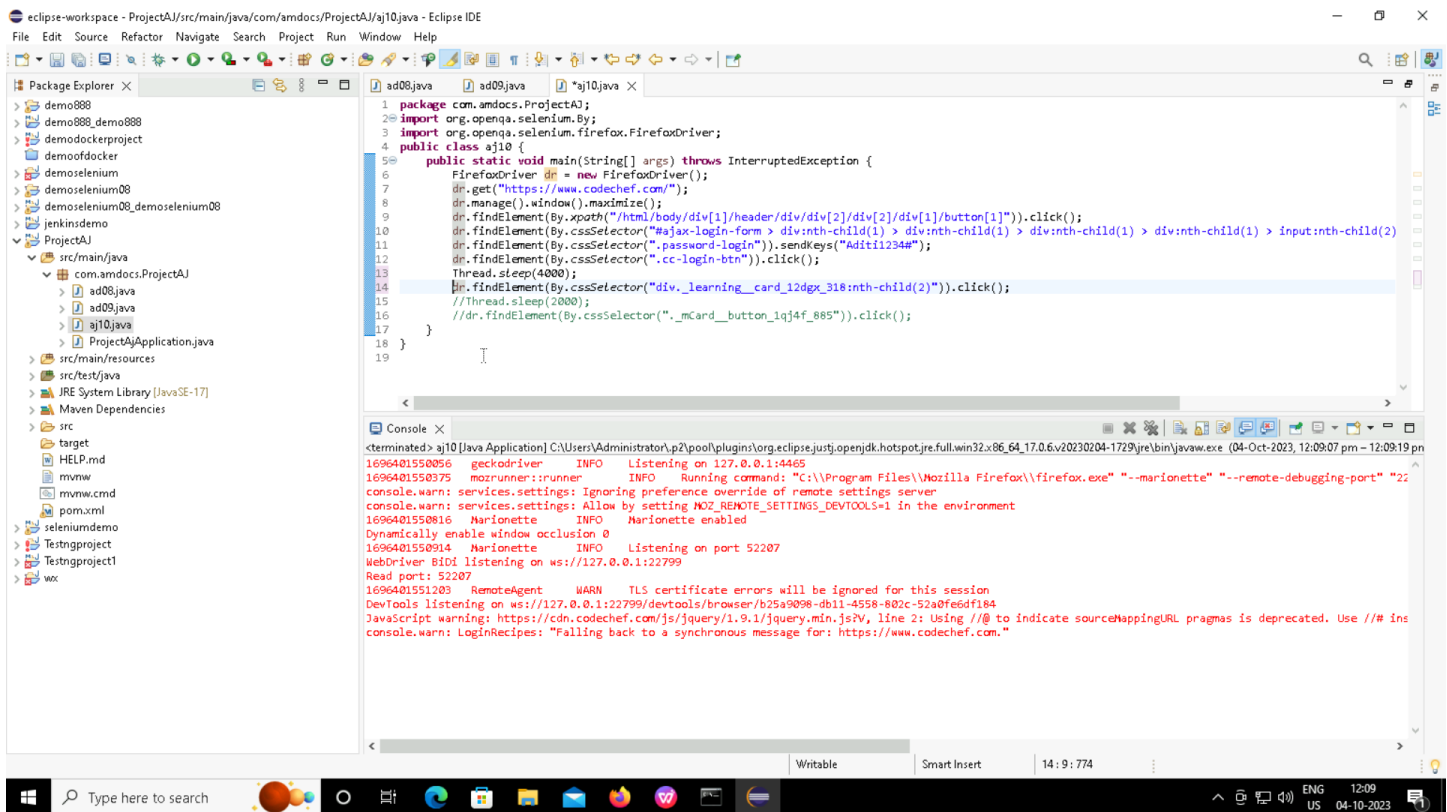 eclipse-workspace - ProjectAJ/src/main/java/com/amdocs/ProjectAJ/aj10.java - Eclipse IDE
File Edit Source Refactor Navigate Search Project Run Window Help
Package Explorer
demo888
demo888_demo888
demodockerproject
demoofdocker
demoselenium
demoselenium08
demoselenium08_demoselenium08
jenkinsdemo
ProjectAJ
src/main/java
com.amdocs.ProjectAJ
ad08.java
ad09.java
aj10.java
ProjectAjApplication.java
src/main/resources
src/test/java
JRE System Library [JavaSE-17]
Maven Dependencies
src
target
HELP.md
mvnw
mvnw.cmd
pom.xml
seleniumdemo
Testngproject
Testngproject1
wx
ad08.java ad09.java *aj10.java
1 package com.amdocs.ProjectAJ;
2 import org.openqa.selenium.By;
3 import org.openqa.selenium.firefox.FirefoxDriver;
4 public class aj10 {
5 public static void main(String[] args) throws InterruptedException {
6 FirefoxDriver dr = new FirefoxDriver();
7 dr.get("https://www.codechef.com/");
8 dr.manage().window().maximize();
9 dr.findElement(By.xpath("/html/body/div[1]/header/div/div[2]/div[2]/div[1]/button[1]")).click();
10 dr.findElement(By.cssSelector("#ajax-login-form > div:nth-child(1) > div:nth-child(1) > div:nth-child(1) > div:nth-child(1) > input:nth-child(2)
11 dr.findElement(By.cssSelector(".password-login")).sendKeys("Aditi1234#");
12 dr.findElement(By.cssSelector(".cc-login-btn")).click();
13 Thread.sleep(4000);
14 dr.findElement(By.cssSelector("div._learning__card_12dgx_318:nth-child(2)")).click();
15 //Thread.sleep(2000);
16 //dr.findElement(By.cssSelector("._mCard__button_1qj4f_885")).click();
17 }
18 }
19
Console
<terminated> aj10 [Java Application] C:\Users\Administrator\.p2\pool\plugins\org.eclipse.justj.openjdk.hotspot.jre.full.win32.x86_64_17.0.6.v20230204-1729\jre\bin\javaw.exe (04-Oct-2023, 12:09:07 pm – 12:09:19 pn
1696401550056 geckodriver INFO Listening on 127.0.0.1:4465
1696401550375 mozrunner::runner INFO Running command: "C:\\Program Files\\Mozilla Firefox\\firefox.exe" "--marionette" "--remote-debugging-port" "22
console.warn: services.settings: Ignoring preference override of remote settings server
console.warn: services.settings: Allow by setting MOZ_REMOTE_SETTINGS_DEVTOOLS=1 in the environment
1696401550816 Marionette INFO Marionette enabled
Dynamically enable window occlusion 0
1696401550914 Marionette INFO Listening on port 52207
WebDriver BiDi listening on ws://127.0.0.1:22799
Read port: 52207
1696401551203 RemoteAgent WARN TLS certificate errors will be ignored for this session
DevTools listening on ws://127.0.0.1:22799/devtools/browser/b25a9098-db11-4558-802c-52a0fe6df184
JavaScript warning: https://cdn.codechef.com/js/jquery/1.9.1/jquery.min.js?V, line 2: Using //@ to indicate sourceMappingURL pragmas is deprecated. Use //# ins
console.warn: LoginRecipes: "Falling back to a synchronous message for: https://www.codechef.com."
Writable Smart Insert 14 : 9 : 774
Type here to search
ENG 12:09
US 04-10-2023
1